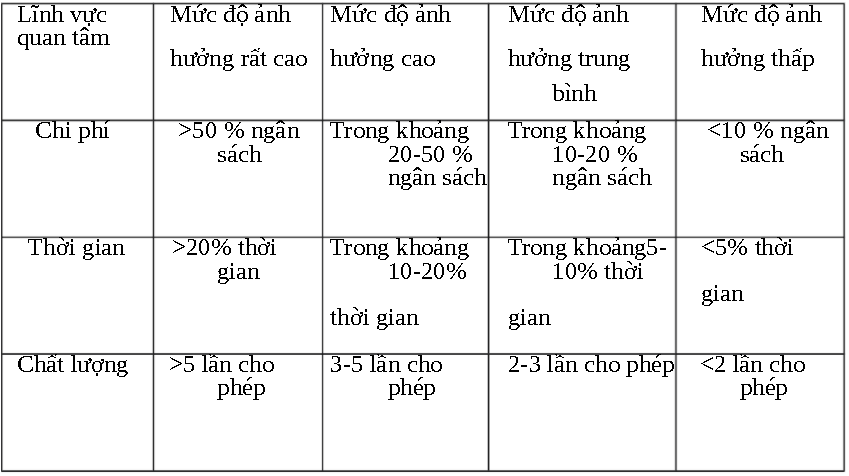 Lĩnh vực
quan tâm
Mức độ ảnh
hưởng rất cao
Mức độ ảnh
hưởng cao
Mức độ ảnh
hưởng trung
bình
Mức độ ảnh
hưởng thấp
Chi phí
>50 % ngân
sách
Trong khoảng
20-50 %
ngân sách
Trong khoảng
10-20 %
ngân sách
<10 % ngân
sách
Thời gian
>20% thời
gian
Trong khoảng
10-20%
thời gian
Trong khoảng5-
10% thời
gian
<5% thời
gian
Chất lượng
>5 lần cho
phép
3-5 lần cho
phép
2-3 lần cho phép
<2 lần cho
phép